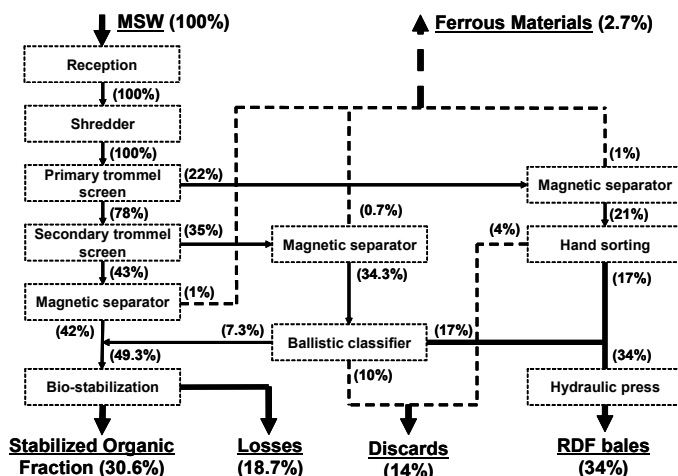 MSW (100%)
Ferrous Materials (2.7%)
Reception
(100%)
Shredder
(100%)
(1%)
Primary trommel
screen
(22%)
Magnetic separator
(78%)
(0.7%)
(4%)
(21%)
Secondary trommel
screen
(35%)
Magnetic separator
Hand sorting
(43%)
(34.3%)
(17%)
Magnetic separator
(1%)
(42%)
(7.3%)
Ballistic classifier
(17%)
(49.3%)
(34%)
Bio-stabilization
(10%)
Hydraulic press
Stabilized Organic
Fraction (30.6%)
Losses
(18.7%)
Discards
(14%)
RDF bales
(34%)